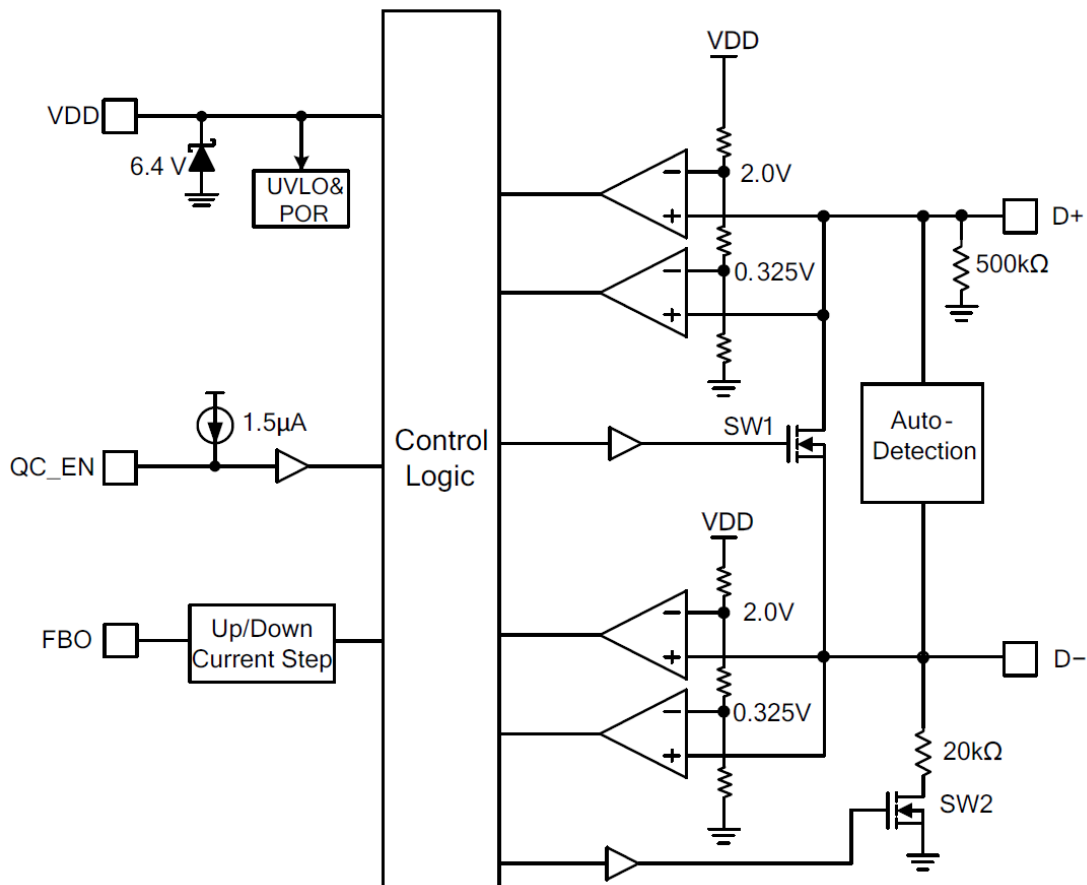 VDD
VDD
6.4 V
UVLO&
POR
2.0V
D+
0.325V
500kΩ
1.5μA
SW1
Auto-
Detection
Control
Logic
QC_EN
VDD
2.0V
FBO
Up/Down
Current Step
D−
0.325V
20kΩ
SW2